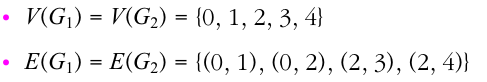 • V(G₁) = V(G₂) = {0, 1, 2, 3, 4}
• E(G₁) = E(G₂) = {(0, 1), (0, 2), (2, 3), (2, 4)}